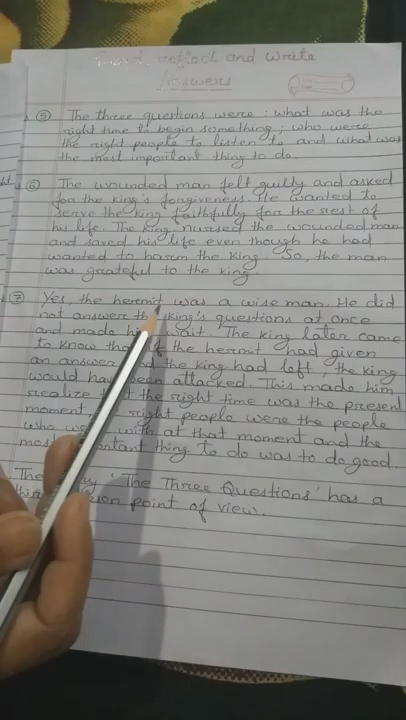 Read, reflect and write
Answers
⑤ The three questions were : what was the
right time to begin something ; who were
the right people to listen to and what was
the most important thing to do.
⑥ The wounded man felt guilty and asked
for the king's forgiveness. He wanted to
serve the king faithfully for the rest of
his life. The king nursed the wounded man
and saved his life even though he had
wanted to harm the king. So, the man
was grateful to the king.
⑦ Yes, the hermit was a wise man. He did
not answer the king's questions at once
and made him wait. The king later came
to know that if the hermit had given
an answer and the king had left, the king
would have been attacked. This made him
realize that the right time was the present
moment, right people were the people
who were with at that moment and the
most important thing to do was to do good.
The 'The Three Questions' has a
point of view.